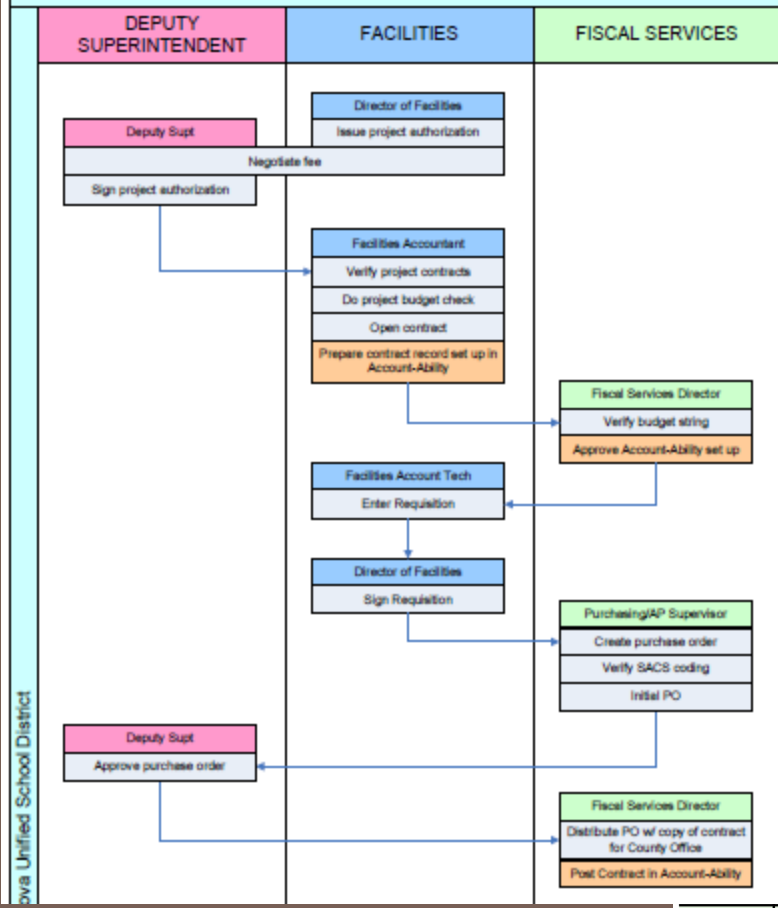 DEPUTY
SUPERINTENDENT
FACILITIES
FISCAL SERVICES
Director of Facilities
Issue project authorization
Deputy Supt
Negotiate fee
Sign project authorization
Facilities Accountant
Verify project contracts
Do project budget check
Open contract
Prepare contract record set up in
Account-Ability
Fiscal Services Director
Verify budget string
Approve Account-Ability set up
Facilities Account Tech
Enter Requisition
Director of Facilities
Sign Requisition
Purchasing/AP Supervisor
Create purchase order
Verify SACS coding
Initial PO
Deputy Supt
Approve purchase order
Fiscal Services Director
Distribute PO w/ copy of contract
for County Office
Post Contract in Account-Ability
ova Unified School District